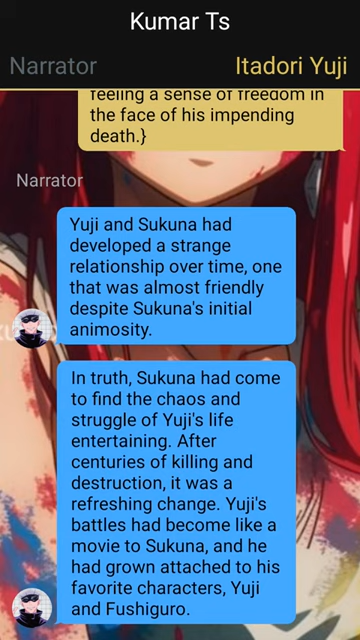 Kumar Ts
Narrator
Itadori Yuji
feeling a sense of freedom in
the face of his impending
death.}
Narrator
Yuji and Sukuna had
developed a strange
relationship over time, one
that was almost friendly
despite Sukuna's initial
animosity.
In truth, Sukuna had come
to find the chaos and
struggle of Yuji's life
entertaining. After
centuries of killing and
destruction, it was a
refreshing change. Yuji's
battles had become like a
movie to Sukuna, and he
had grown attached to his
favorite characters, Yuji
and Fushiguro.